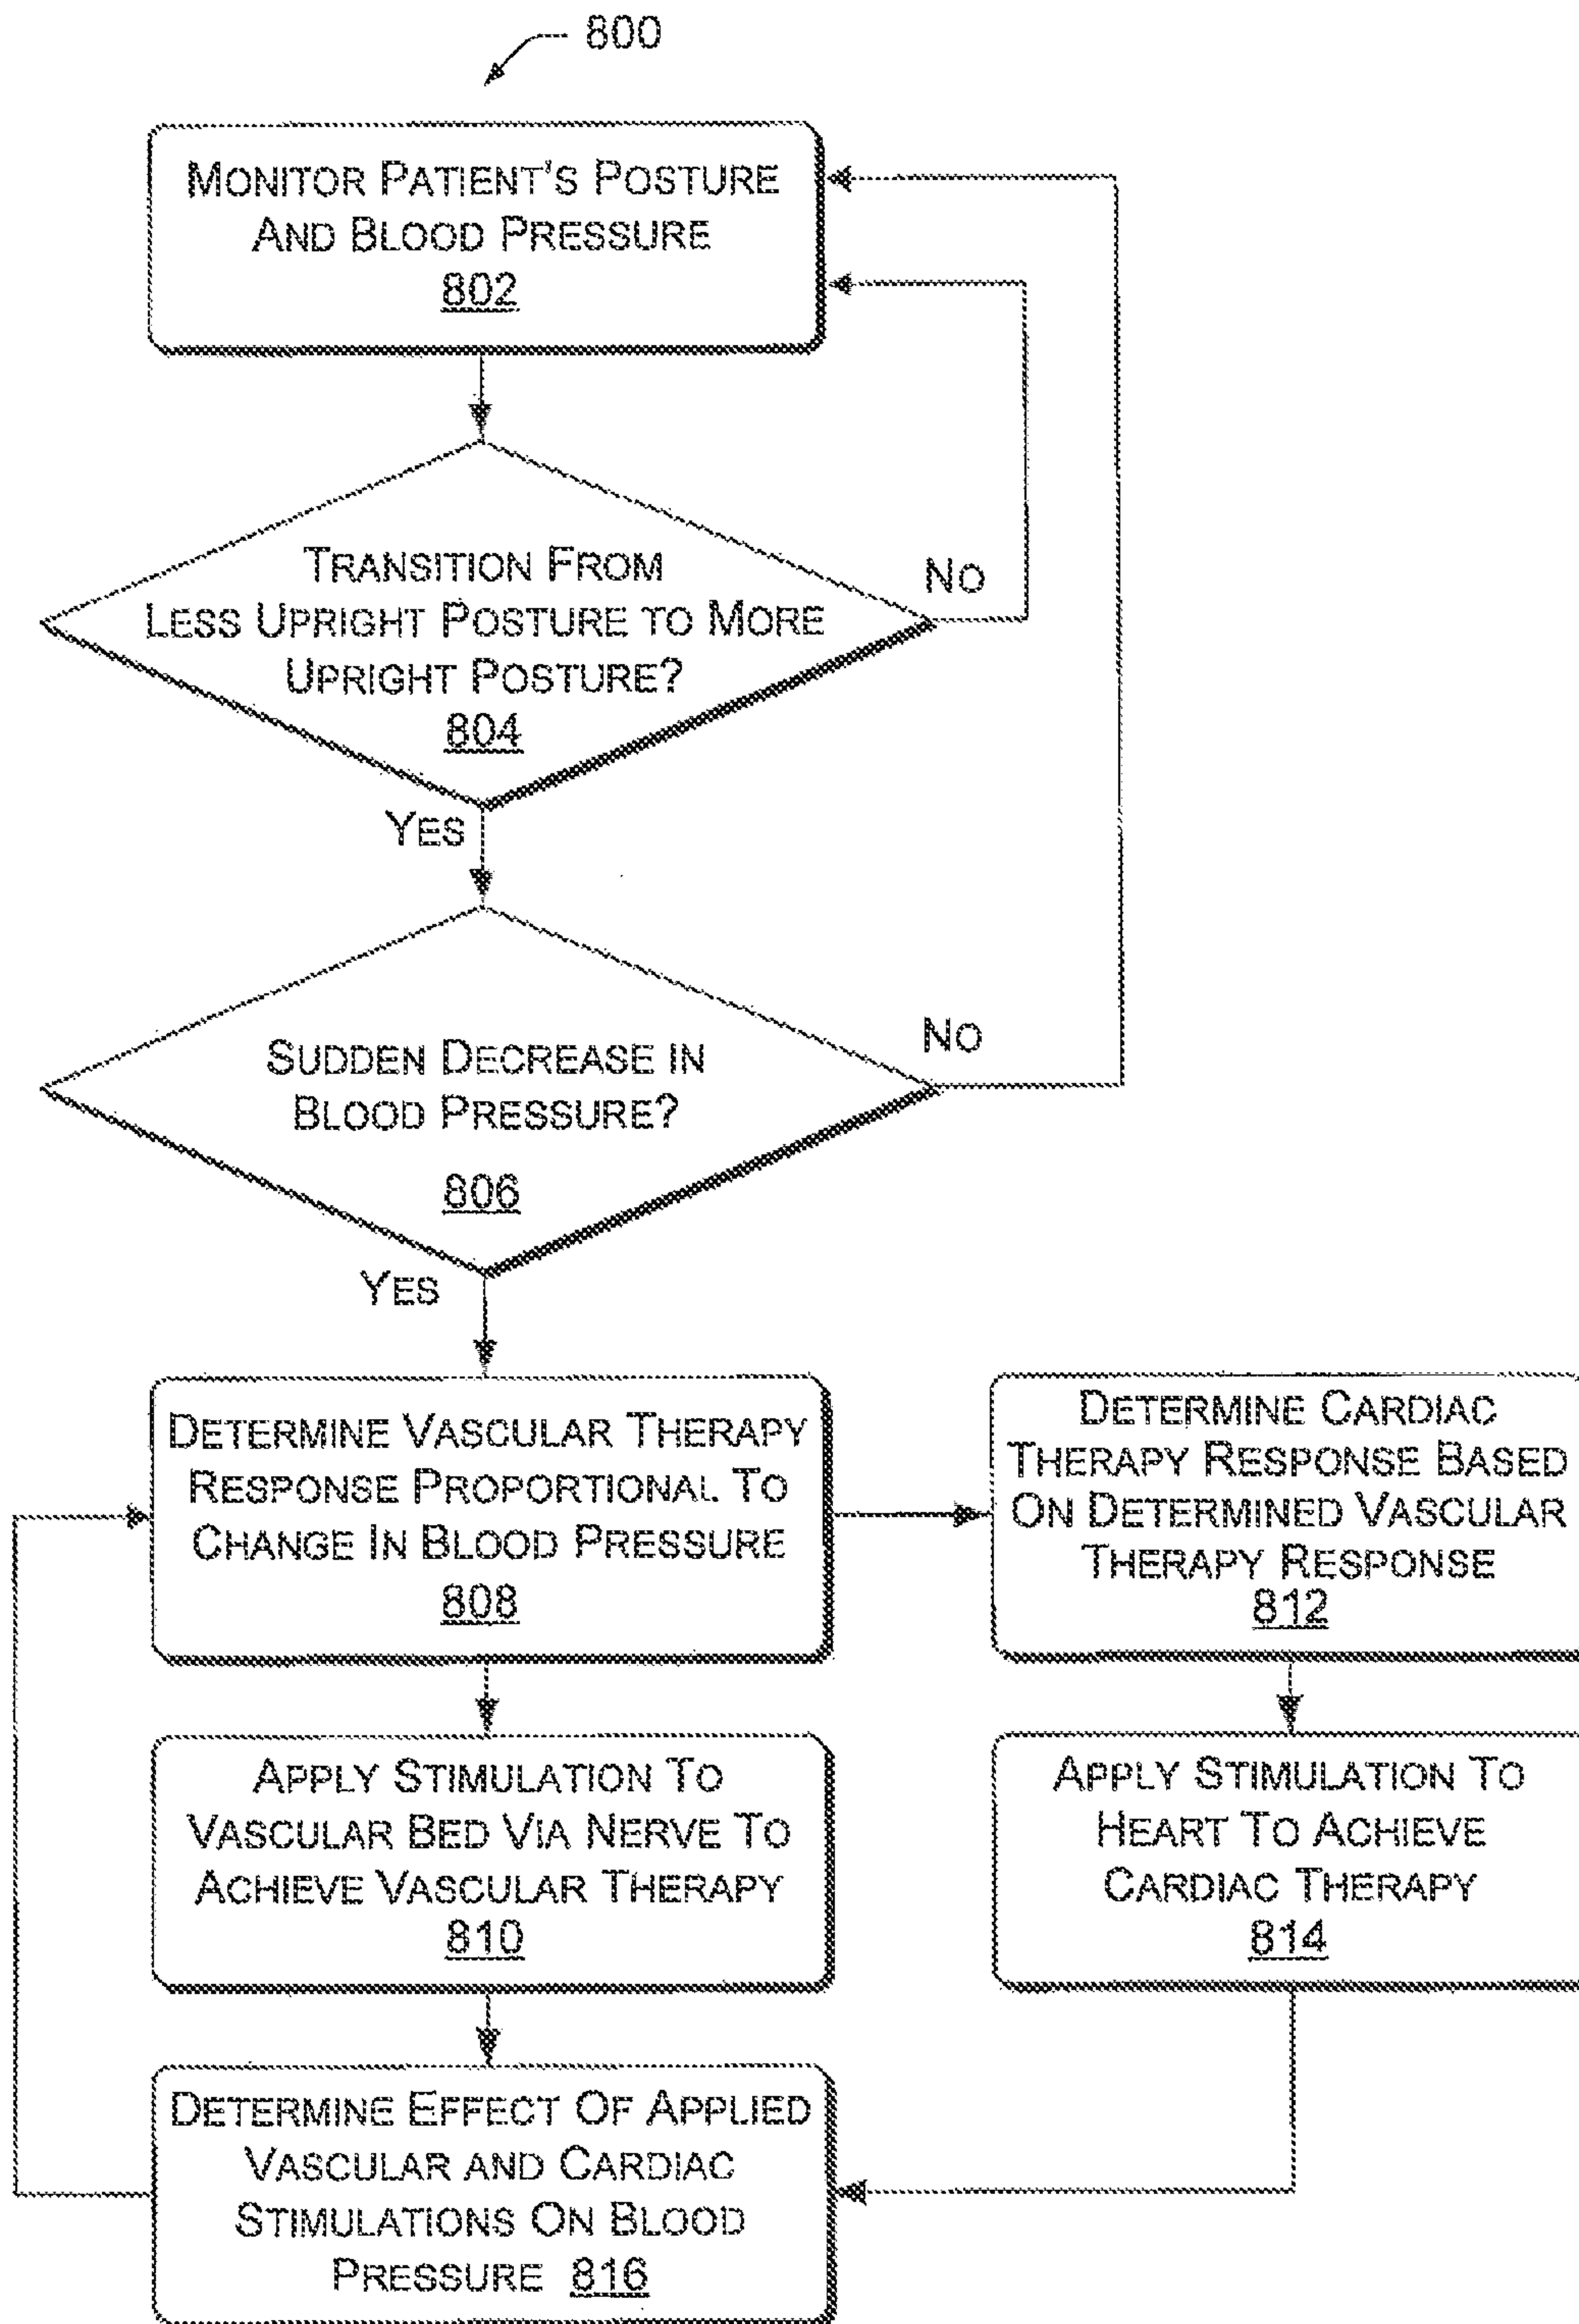 800
MONITOR PATIENT'S POSTURE
AND BLOOD PRESSURE
802
TRANSITION FROM
LESS UPRIGHT POSTURE TO MORE
UPRIGHT POSTURE?
804
NO
YES
SUDDEN DECREASE IN
BLOOD PRESSURE?
806
NO
YES
DETERMINE VASCULAR THERAPY
RESPONSE PROPORTIONAL TO
CHANGE IN BLOOD PRESSURE
808
DETERMINE CARDIAC
THERAPY RESPONSE BASED
ON DETERMINED VASCULAR
THERAPY RESPONSE
812
APPLY STIMULATION TO
VASCULAR BED VIA NERVE TO
ACHIEVE VASCULAR THERAPY
810
APPLY STIMULATION TO
HEART TO ACHIEVE
CARDIAC THERAPY
814
DETERMINE EFFECT OF APPLIED
VASCULAR AND CARDIAC
STIMULATIONS ON BLOOD
PRESSURE 816